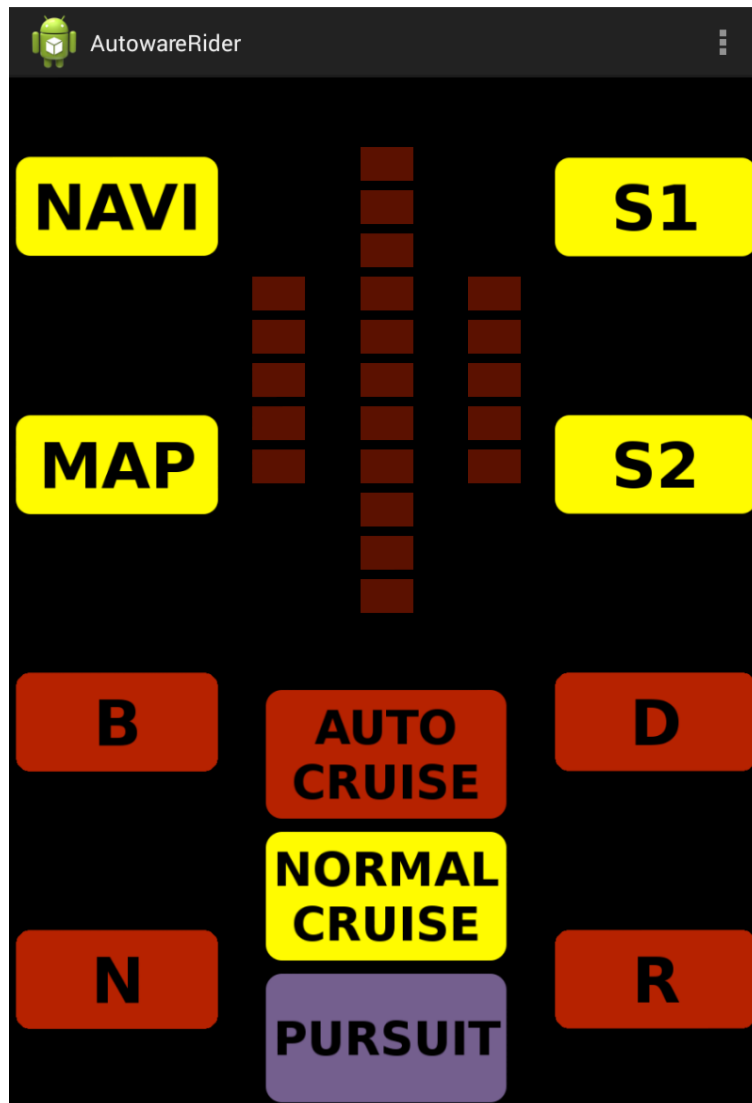 AutowareRider
NAVI
S1
MAP
S2
B
AUTO
CRUISE
D
NORMAL
CRUISE
N
R
PURSUIT